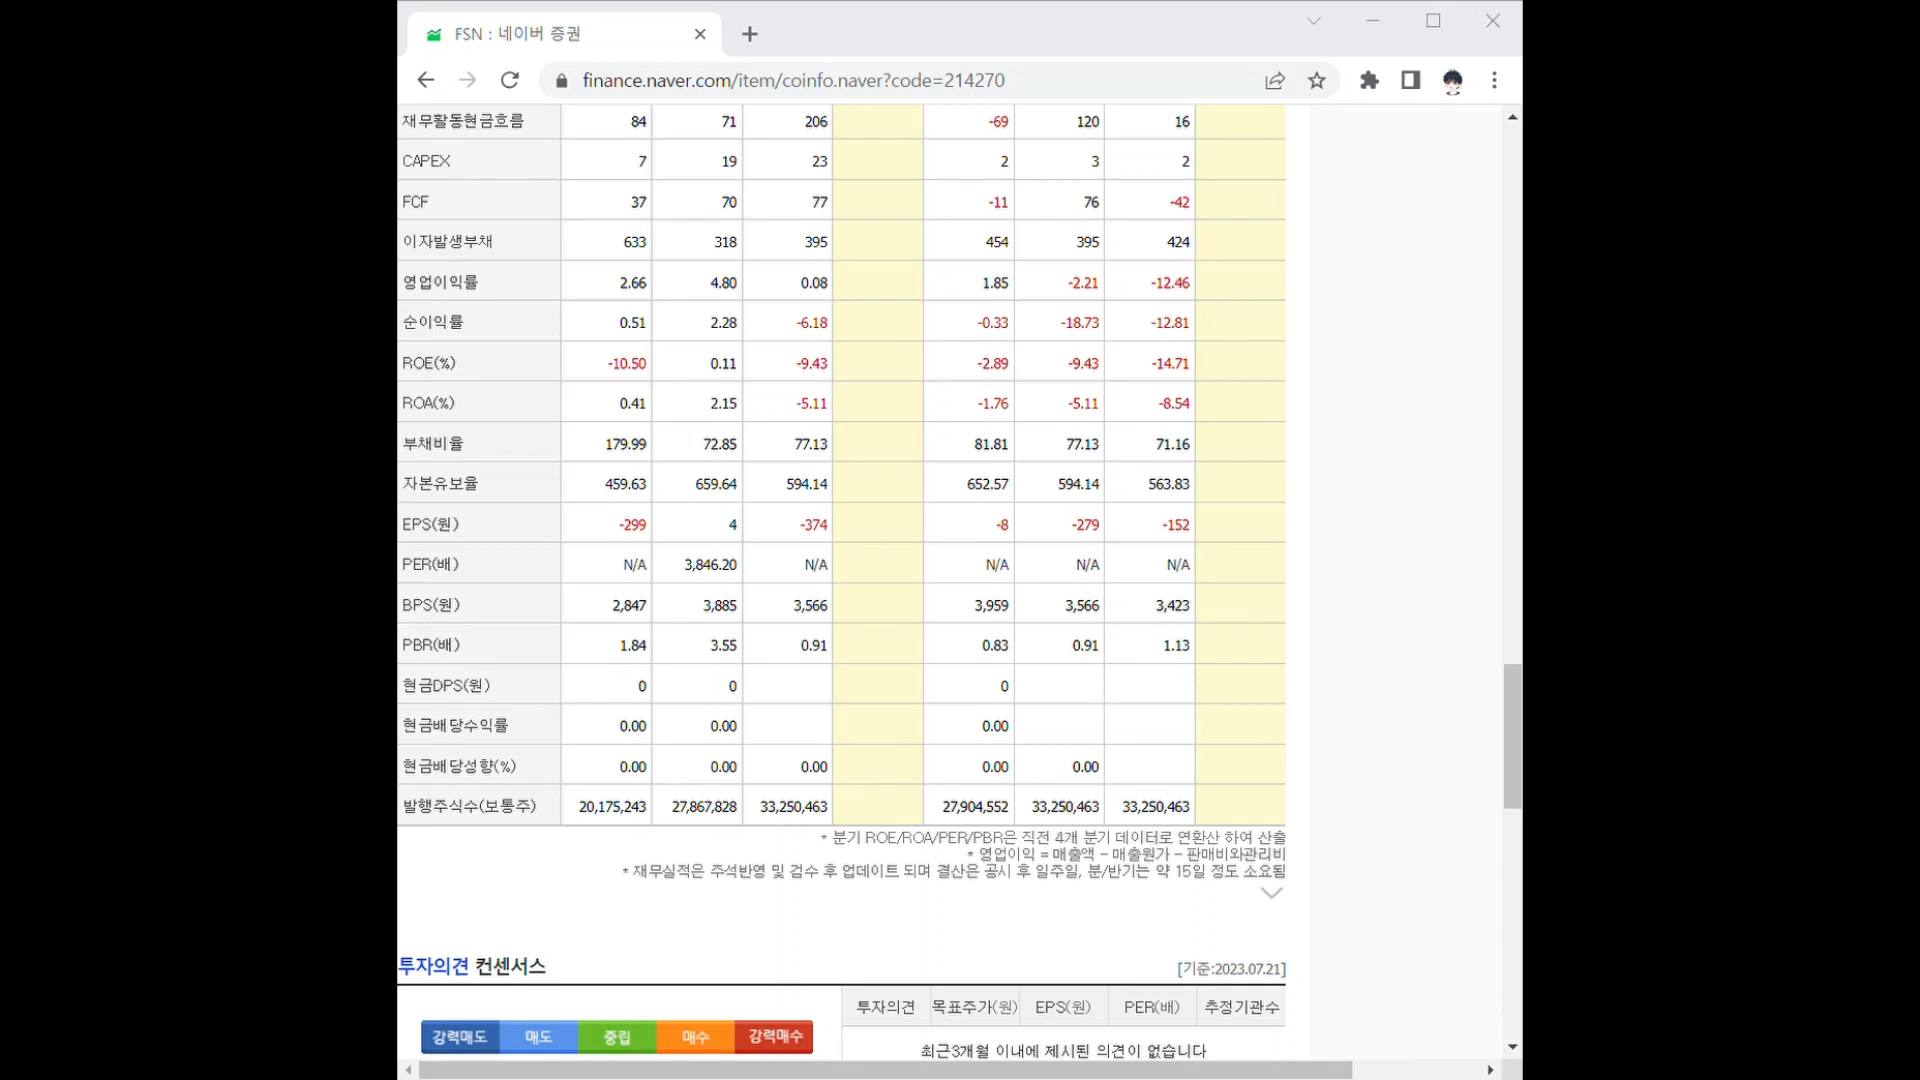 FSN : 네이버 증권
finance.naver.com/item/coinfo.naver?code=214270
재무활동현금흐름 84 71 206 -69 120 16
CAPEX 7 19 23 2 3 2
FCF 37 70 77 -11 76 -42
이자발생부채 633 318 395 454 395 424
영업이익률 2.66 4.80 0.08 1.85 -2.21 -12.46
순이익률 0.51 2.28 -6.18 -0.33 -18.73 -12.81
ROE(%) -10.50 0.11 -9.43 -2.89 -9.43 -14.71
ROA(%) 0.41 2.15 -5.11 -1.76 -5.11 -8.54
부채비율 179.99 72.85 77.13 81.81 77.13 71.16
자본유보율 459.63 659.64 594.14 652.57 594.14 563.83
EPS(원) -299 4 -374 -8 -279 -152
PER(배) N/A 3,846.20 N/A N/A N/A N/A
BPS(원) 2,847 3,885 3,566 3,959 3,566 3,423
PBR(배) 1.84 3.55 0.91 0.83 0.91 1.13
현금DPS(원) 0 0 0
현금배당수익률 0.00 0.00 0.00
현금배당성향(%) 0.00 0.00 0.00 0.00 0.00
발행주식수(보통주) 20,175,243 27,867,828 33,250,463 27,904,552 33,250,463 33,250,463
* 분기 ROE/ROA/PER/PBR은 직전 4개 분기 데이터로 연환산 하여 산출
* 영업이익 = 매출액 - 매출원가 - 판매비와관리비
* 재무실적은 주석반영 및 검수 후 업데이트 되며 결산은 공시 후 일주일, 분/반기는 약 15일 정도 소요됨
투자의견 컨센서스 [기준:2023.07.21]
투자의견 목표주가(원) EPS(원) PER(배) 추정기관수
강력매도 매도 중립 매수 강력매수
최근3개월 이내에 제시된 의견이 없습니다